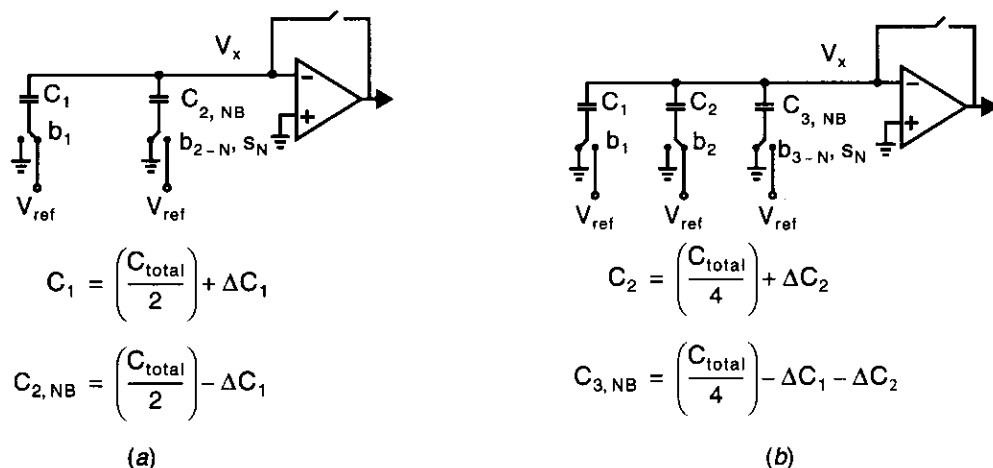 V_x
C_1
C_2, NB
b_1
b_2-N, s_N
V_ref
V_ref
−
+
C_1 = (C_total / 2) + ΔC_1
C_2,NB = (C_total / 2) − ΔC_1
(a)
V_x
C_1
C_2
C_3, NB
b_1
b_2
b_3-N, s_N
V_ref
V_ref
V_ref
−
+
C_2 = (C_total / 4) + ΔC_2
C_3,NB = (C_total / 4) − ΔC_1 − ΔC_2
(b)